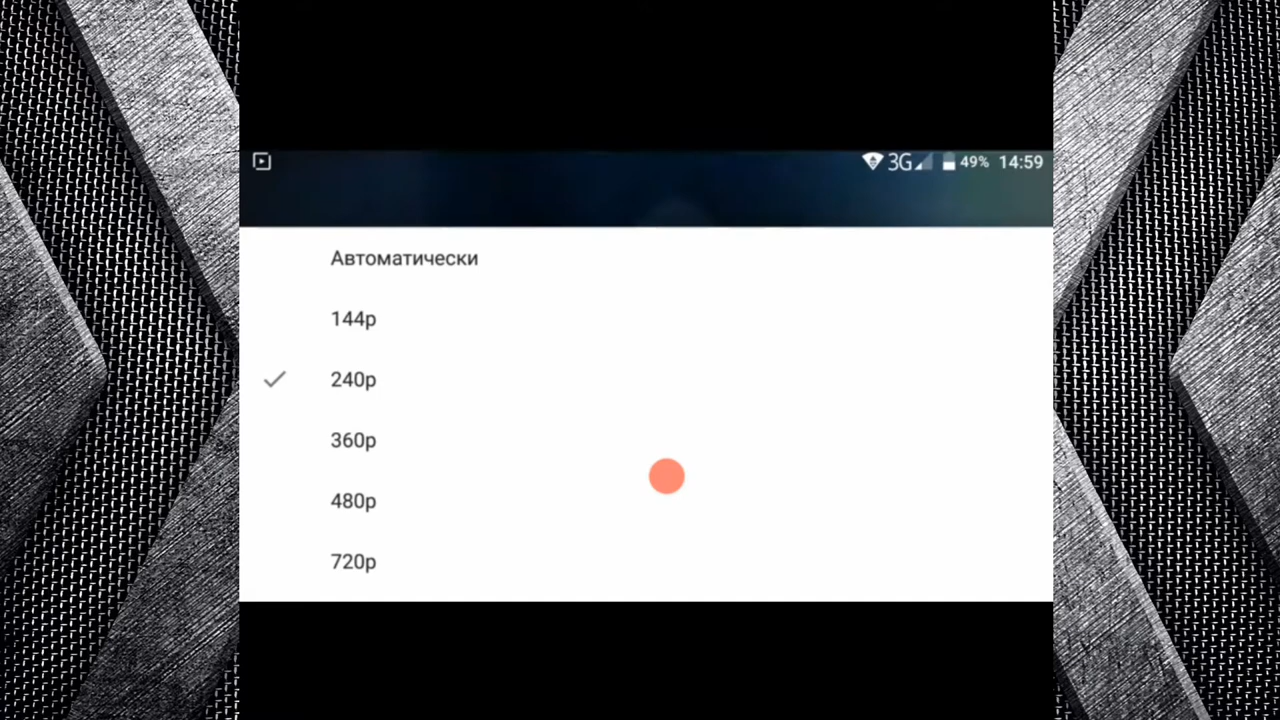 3G 49% 14:59
Автоматически
144p
240p
360p
480p
720p